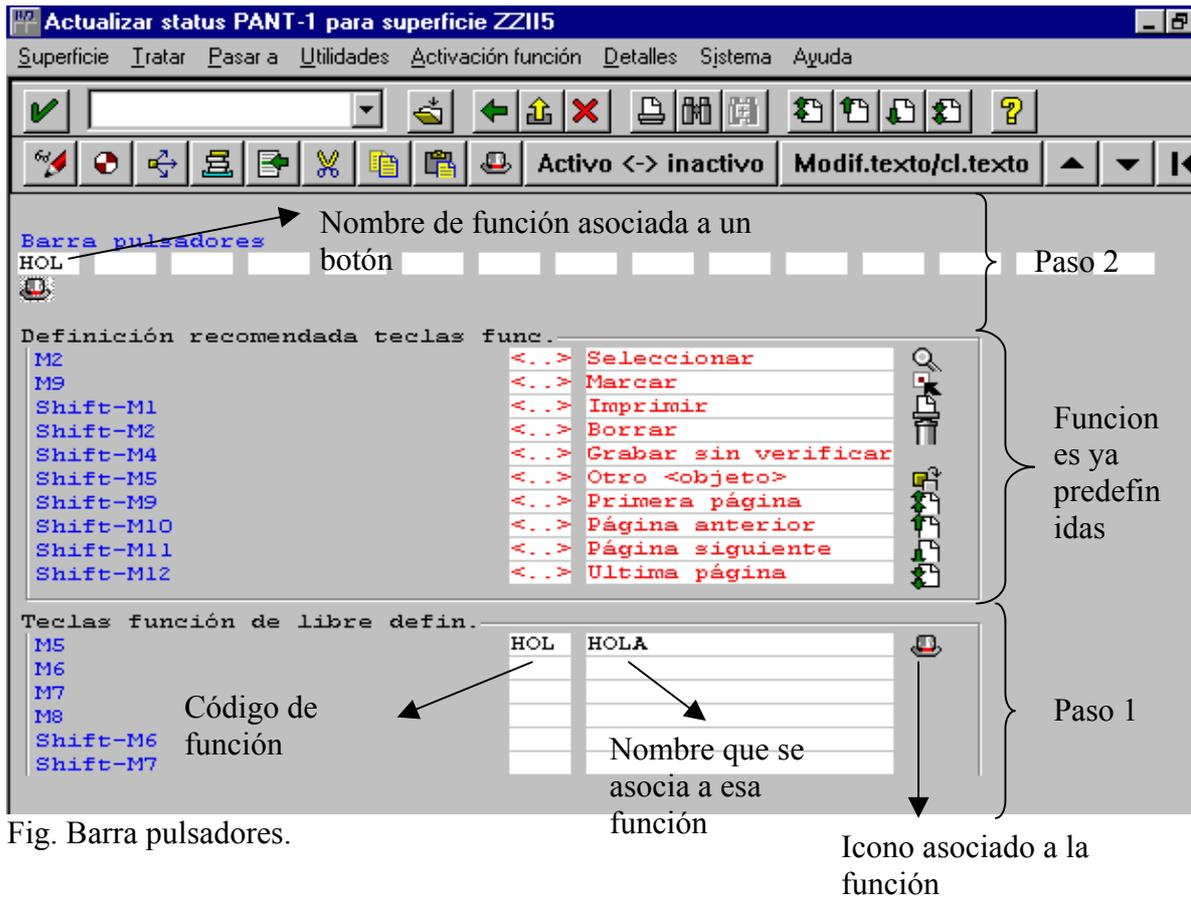 Actualizar status PANT-1 para superficie ZZII5
Superficie Tratar Pasar a Utilidades Activación función Detalles Sistema Ayuda
Activo <-> inactivo Modif.texto/cl.texto
Nombre de función asociada a un
botón
Barra pulsadores
HOL
Paso 2
Definición recomendada teclas func.
M2 <..> Seleccionar
M9 <..> Marcar
Shift-M1 <..> Imprimir
Shift-M2 <..> Borrar
Shift-M4 <..> Grabar sin verificar
Shift-M5 <..> Otro <objeto>
Shift-M9 <..> Primera página
Shift-M10 <..> Página anterior
Shift-M11 <..> Página siguiente
Shift-M12 <..> Ultima página
Funcion
es ya
predefin
idas
Teclas función de libre defin.
M5 HOL HOLA
M6
M7
M8
Shift-M6
Shift-M7
Código de
función
Nombre que se
asocia a esa
función
Paso 1
Icono asociado a la
función
Fig. Barra pulsadores.